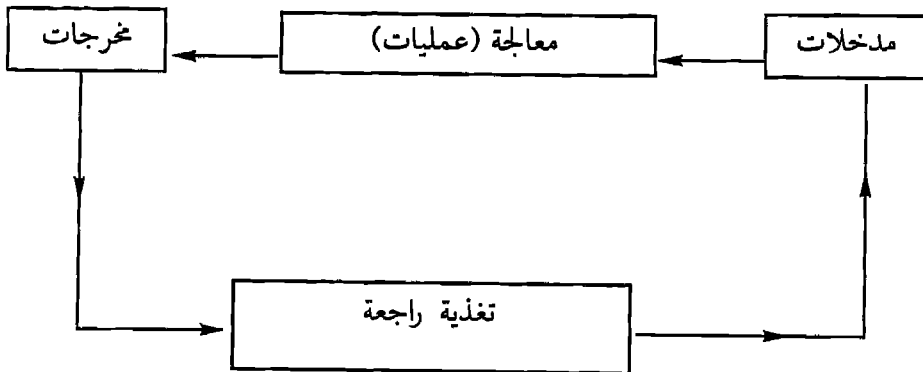 مدخلات
معالجة (عمليات)
مخرجات
تغذية راجعة